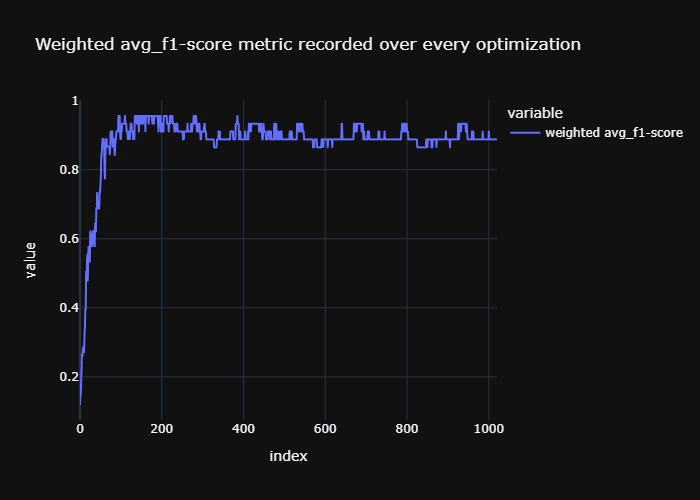 Weighted avg_f1-score metric recorded over every optimization
variable
weighted avg_f1-score
1
0.8
0.6
0.4
0.2
value
0 200 400 600 800 1000
index